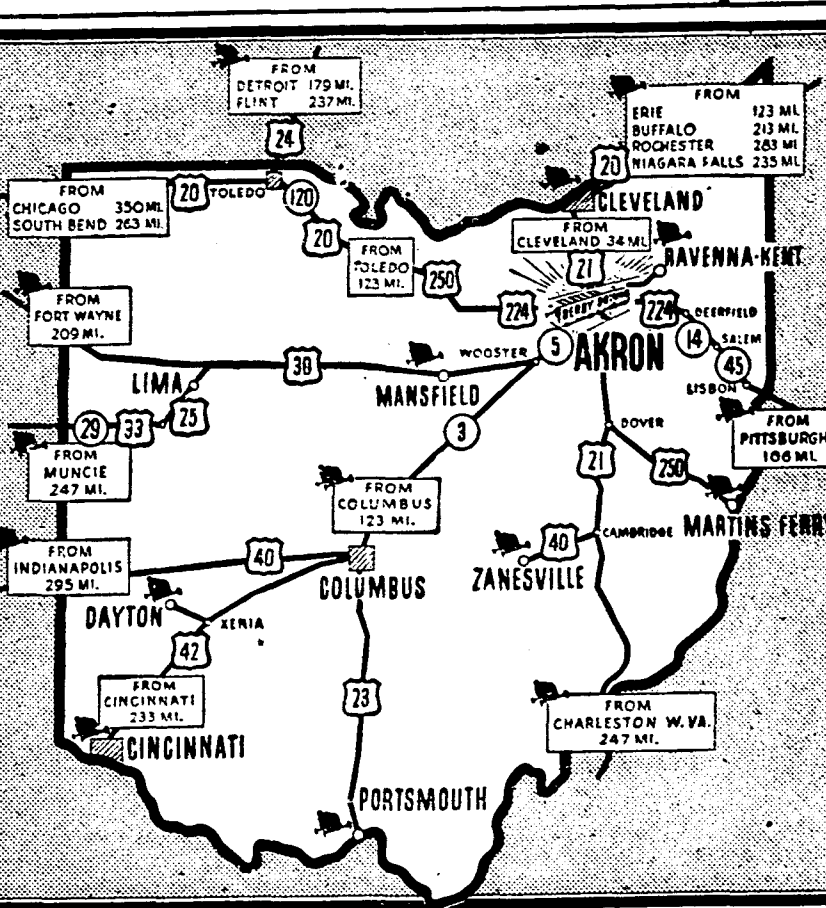 FROM
DETROIT 179 MI.
FLINT 237 MI.
24
FROM
ERIE 123 MI.
BUFFALO 213 MI.
ROCHESTER 283 MI.
NIAGARA FALLS 235 MI.
20
CLEVELAND
FROM
CLEVELAND 34 MI.
21
RAVENNA-KENT
FROM
CHICAGO 350 MI.
SOUTH BEND 263 MI.
20
TOLEDO
120
20
FROM
TOLEDO
123 MI.
250
224
DERBY
224
DEERFIELD
14
SALEM
45
LISBON
FROM
FORT WAYNE
209 MI.
30
WOOSTER
5
AKRON
LIMA
MANSFIELD
25
29
33
3
FROM
MUNCIE
247 MI.
DOVER
21
250
FROM
PITTSBURGH
106 MI.
FROM
COLUMBUS
123 MI.
MARTINS FERRY
CAMBRIDGE
40
ZANESVILLE
FROM
INDIANAPOLIS
295 MI.
40
COLUMBUS
DAYTON
XENIA
42
FROM
CINCINNATI
233 MI.
CINCINNATI
23
FROM
CHARLESTON W. VA.
247 MI.
PORTSMOUTH